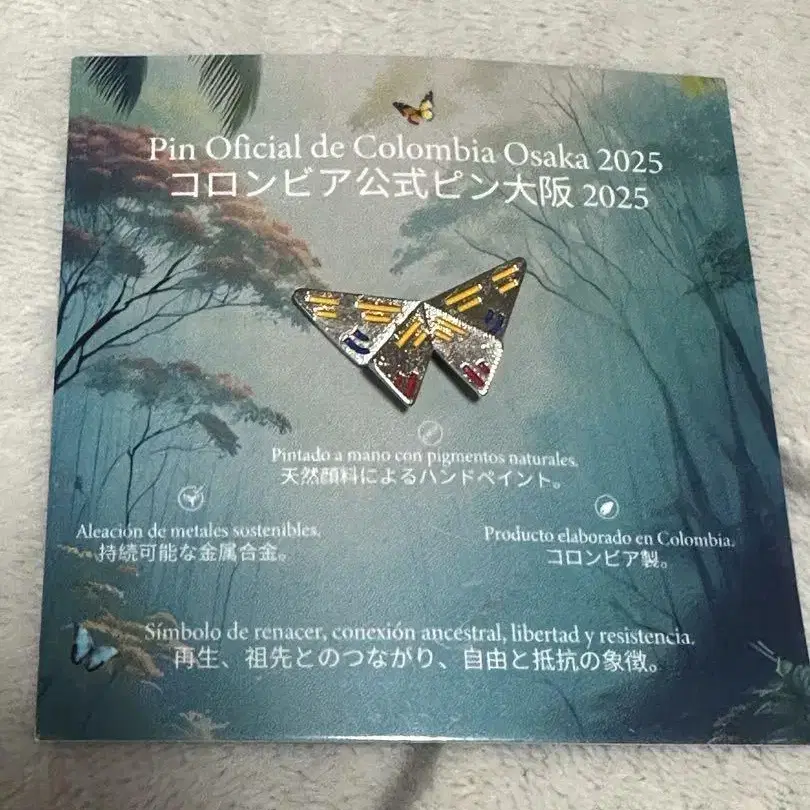 Pin Oficial de Colombia Osaka 2025
コロンビア公式ピン大阪 2025
Pintado a mano con pigmentos naturales.
天然顔料によるハンドペイント。
Aleación de metales sostenibles.
持続可能な金属合金。
Producto elaborado en Colombia.
コロンビア製。
Símbolo de renacer, conexión ancestral, libertad y resistencia.
再生、祖先とのつながり、自由と抵抗の象徴。